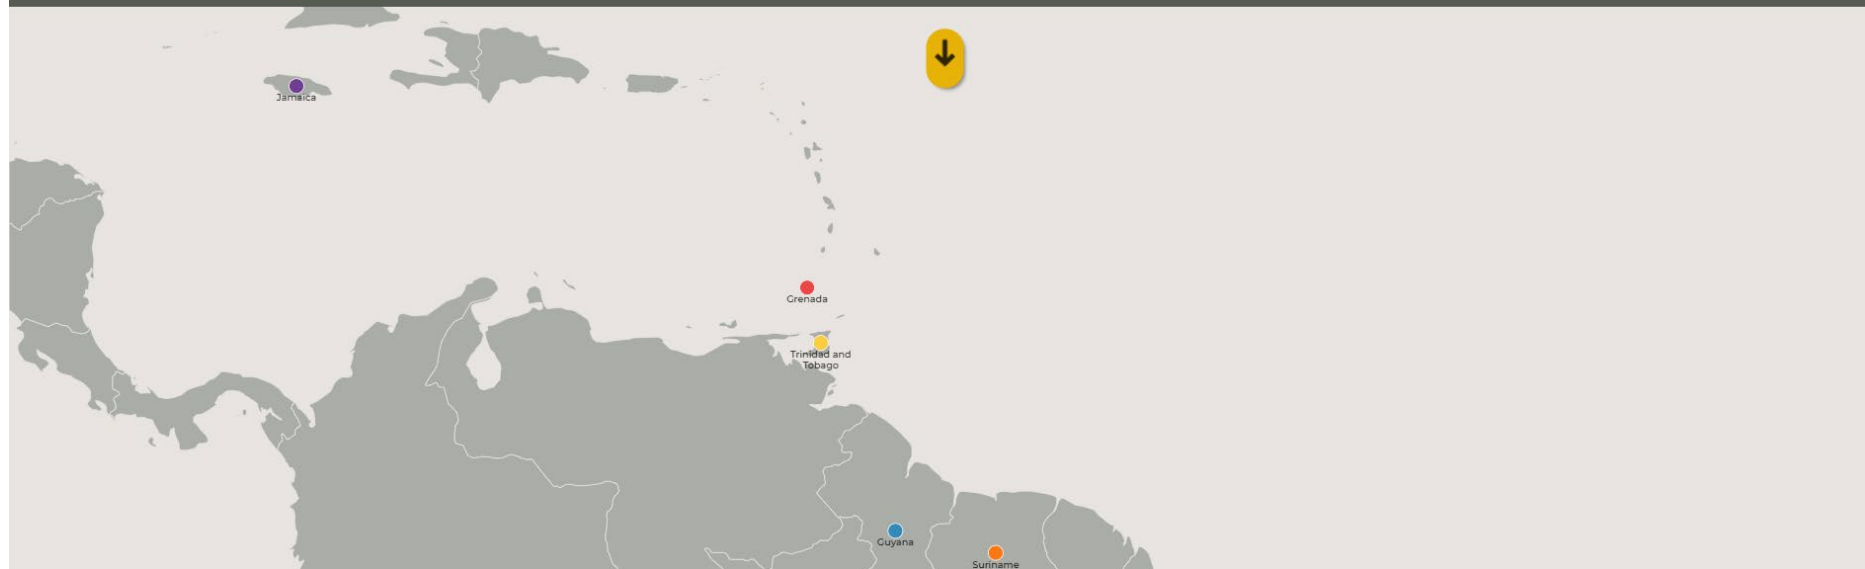 Jamaica
Grenada
Trinidad and
Tobago
Guyana
Suriname